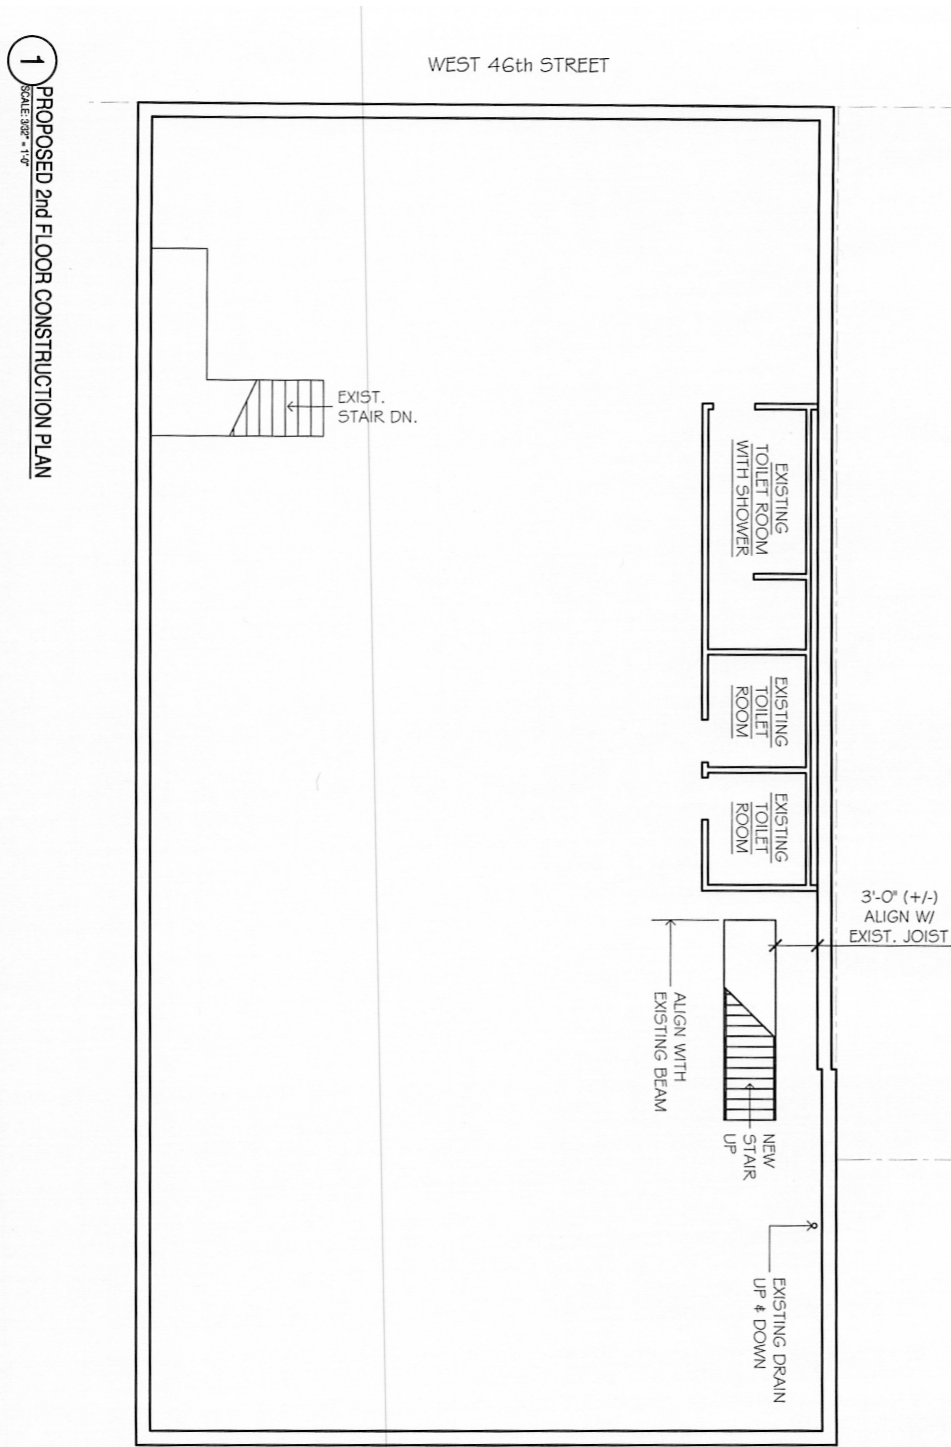 WEST 46th STREET
1
PROPOSED 2nd FLOOR CONSTRUCTION PLAN
SCALE: 3/32" = 1'-0"
EXIST.
STAIR DN.
EXISTING
TOILET ROOM
WITH SHOWER
EXISTING
TOILET
ROOM
EXISTING
TOILET
ROOM
3'-0" (+/-)
ALIGN W/
EXIST. JOIST
ALIGN WITH
EXISTING BEAM
NEW
STAIR
UP
EXISTING DRAIN
UP & DOWN